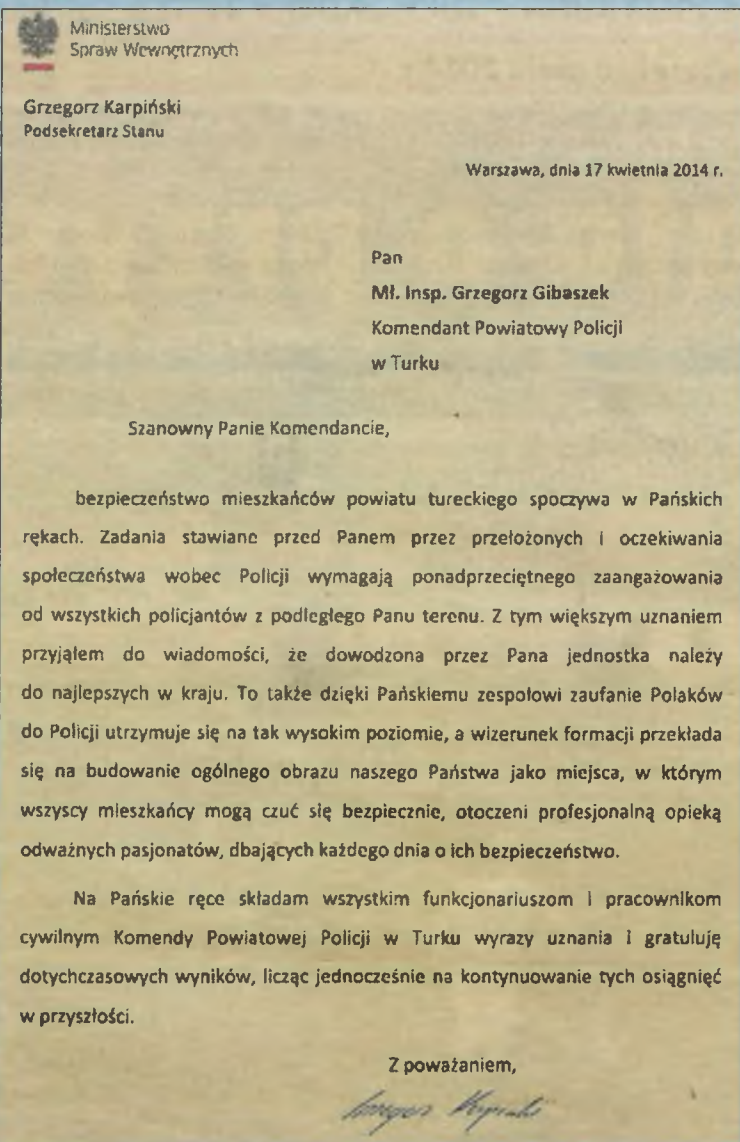 Ministerstwo
Spraw Wewnętrznych
Grzegorz Karpiński
Podsekretarz Stanu
Warszawa, dnia 17 kwietnia 2014 r.
Pan
Mł. Insp. Grzegorz Gibaszek
Komendant Powiatowy Policji
w Turku
Szanowny Panie Komendancie,
bezpieczeństwo mieszkańców powiatu tureckiego spoczywa w Pańskich
rękach. Zadania stawiane przed Panem przez przełożonych i oczekiwania
społeczeństwa wobec Policji wymagają ponadprzeciętnego zaangażowania
od wszystkich policjantów z podległego Panu terenu. Z tym większym uznaniem
przyjąłem do wiadomości, że dowodzona przez Pana jednostka należy
do najlepszych w kraju. To także dzięki Pańskiemu zespołowi zaufanie Polaków
do Policji utrzymuje się na tak wysokim poziomie, a wizerunek formacji przekłada
się na budowanie ogólnego obrazu naszego Państwa jako miejsca, w którym
wszyscy mieszkańcy mogą czuć się bezpiecznie, otoczeni profesjonalną opieką
odważnych pasjonatów, dbających każdego dnia o ich bezpieczeństwo.
Na Pańskie ręce składam wszystkim funkcjonariuszom i pracownikom
cywilnym Komendy Powiatowej Policji w Turku wyrazy uznania i gratuluję
dotychczasowych wyników, licząc jednocześnie na kontynuowanie tych osiągnięć
w przyszłości.
Z poważaniem,
Grzegorz Karpiński